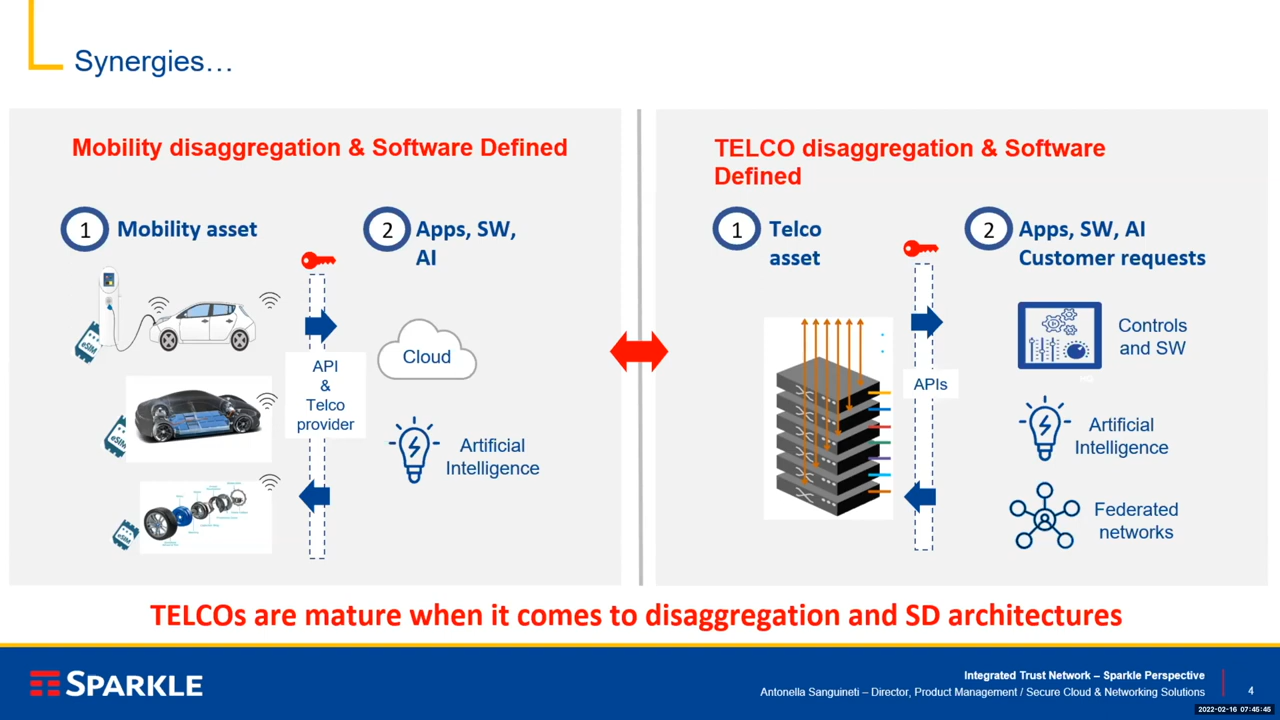 Synergies…
Mobility disaggregation & Software Defined
1
Mobility asset
2
Apps, SW,
AI
eSIM
eSIM
eSIM
API
&
Telco
provider
Cloud
Artificial
Intelligence
TELCO disaggregation & Software
Defined
1
Telco
asset
2
Apps, SW, AI
Customer requests
APIs
Controls
and SW
Artificial
Intelligence
Federated
networks
TELCOs are mature when it comes to disaggregation and SD architectures
SPARKLE
Integrated Trust Network – Sparkle Perspective
Antonella Sanguineti – Director, Product Management / Secure Cloud & Networking Solutions
4
2022-02-16 07:45:45